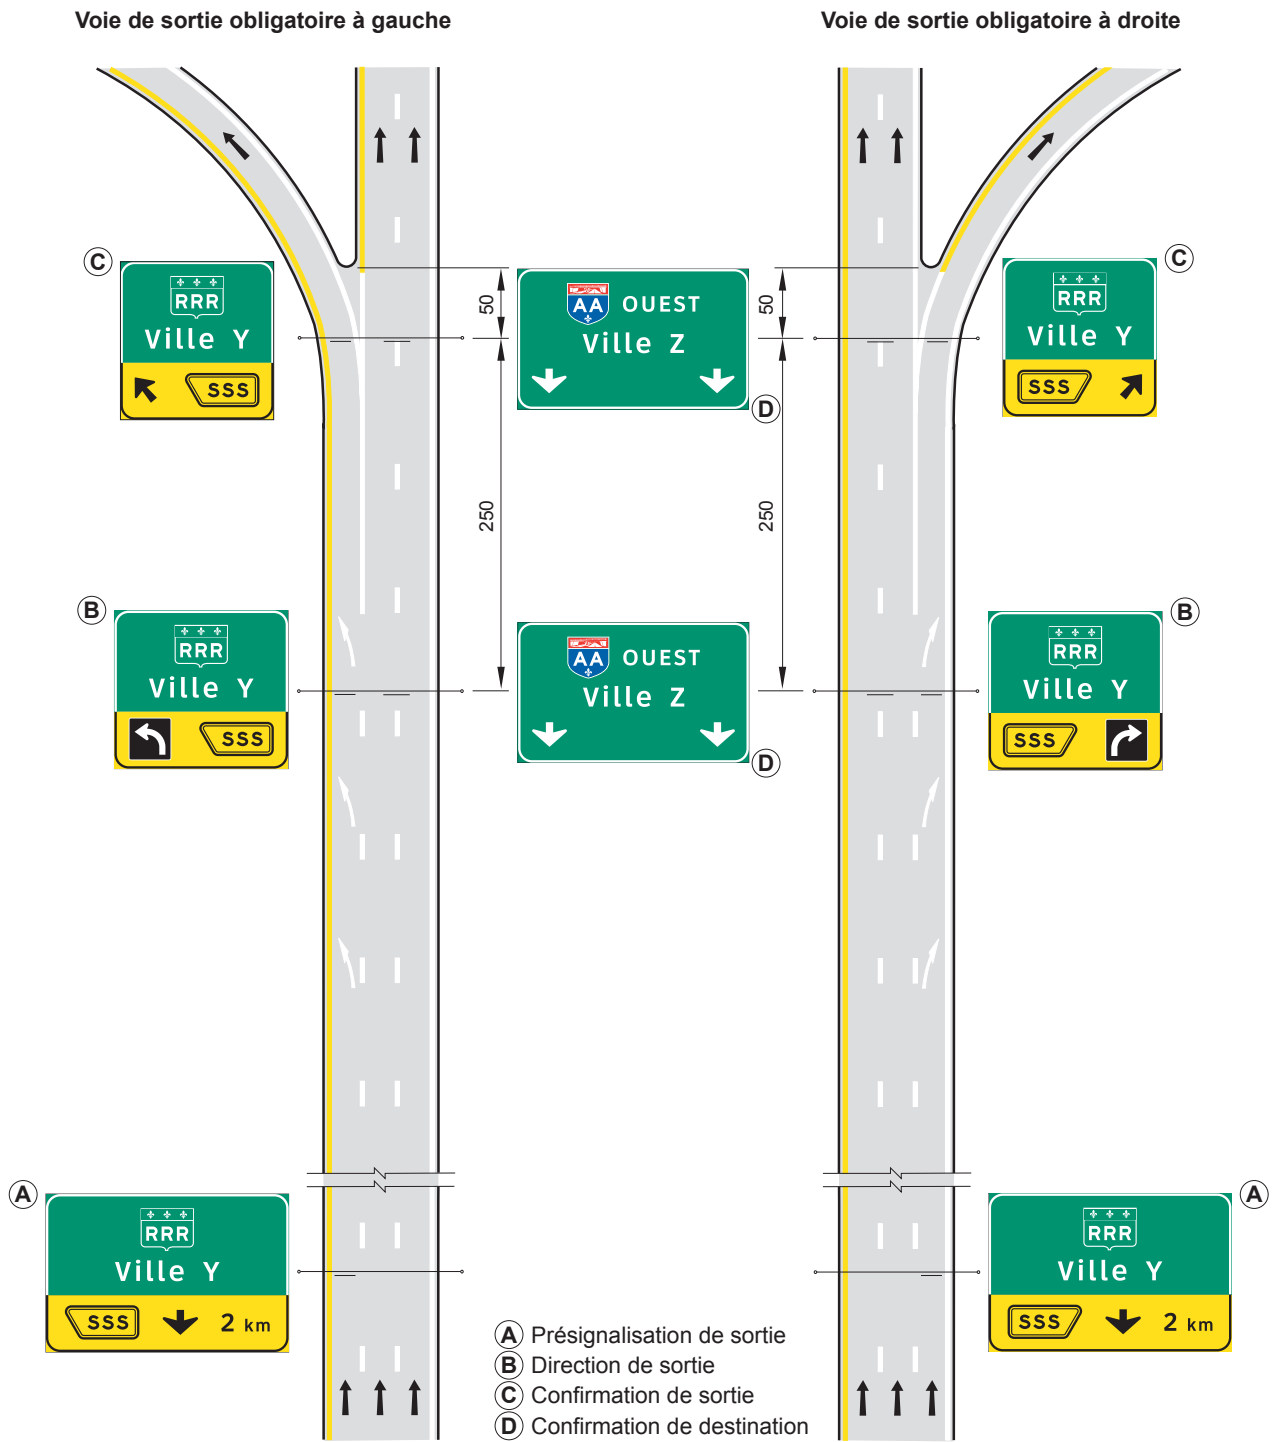 Voie de sortie obligatoire à gauche
Voie de sortie obligatoire à droite
C
RRR
Ville Y
SSS
50
AA OUEST
Ville Z
D
50
C
RRR
Ville Y
SSS
250
250
B
RRR
Ville Y
SSS
AA OUEST
Ville Z
D
B
RRR
Ville Y
SSS
A
RRR
Ville Y
SSS 2 km
A
RRR
Ville Y
SSS 2 km
A Présignalisation de sortie
B Direction de sortie
C Confirmation de sortie
D Confirmation de destination